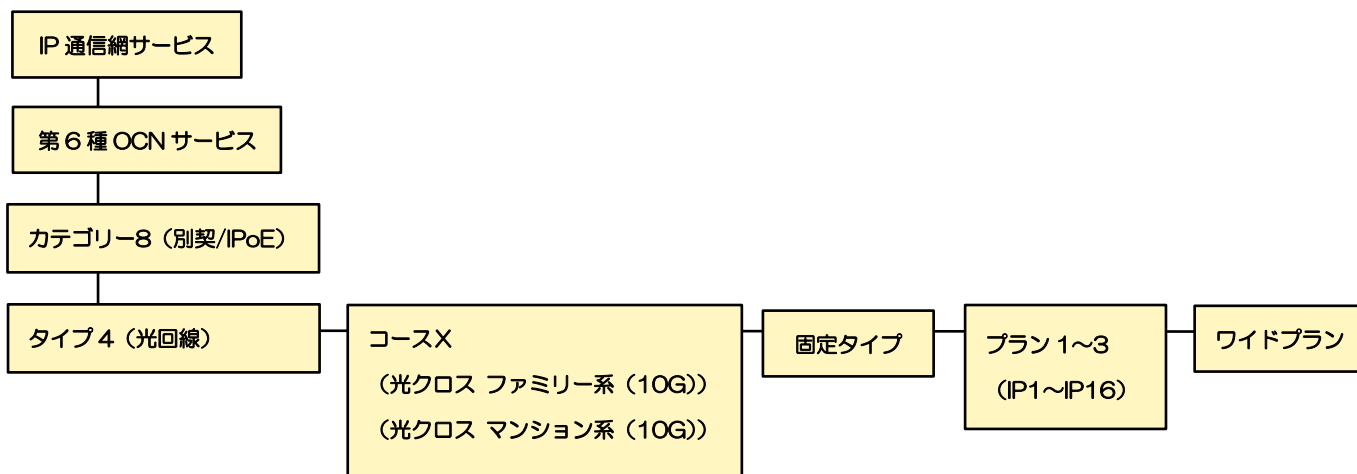 IP 通信網サービス
第6種 OCN サービス
カテゴリー8（別契/IPoE）
タイプ4（光回線）
コースX
（光クロス ファミリー系（10G））
（光クロス マンション系（10G））
固定タイプ
プラン1～3
（IP1～IP16）
ワイドプラン